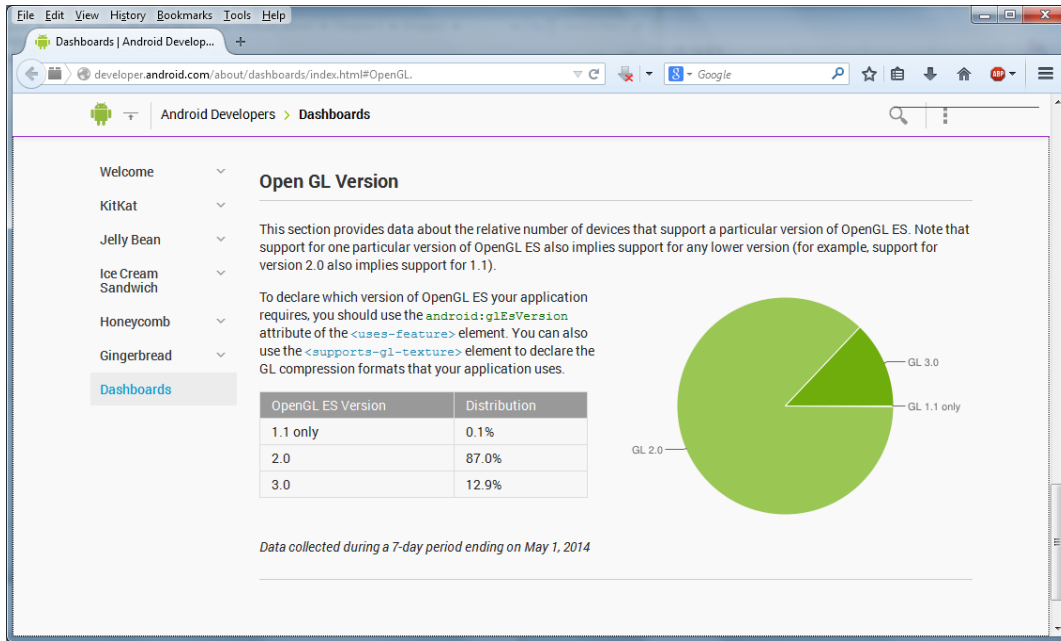 File Edit View History Bookmarks Tools Help
Dashboards | Android Develop...
developer.android.com/about/dashboards/index.html#OpenGL.
Google
ABP
Android Developers > Dashboards
Welcome
KitKat
Jelly Bean
Ice Cream
Sandwich
Honeycomb
Gingerbread
Dashboards
Open GL Version
This section provides data about the relative number of devices that support a particular version of OpenGL ES. Note that
support for one particular version of OpenGL ES also implies support for any lower version (for example, support for
version 2.0 also implies support for 1.1).
To declare which version of OpenGL ES your application
requires, you should use the android:glEsVersion
attribute of the <uses-feature> element. You can also
use the <supports-gl-texture> element to declare the
GL compression formats that your application uses.
OpenGL ES Version Distribution
1.1 only 0.1%
2.0 87.0%
3.0 12.9%
GL 3.0
GL 1.1 only
GL 2.0
Data collected during a 7-day period ending on May 1, 2014